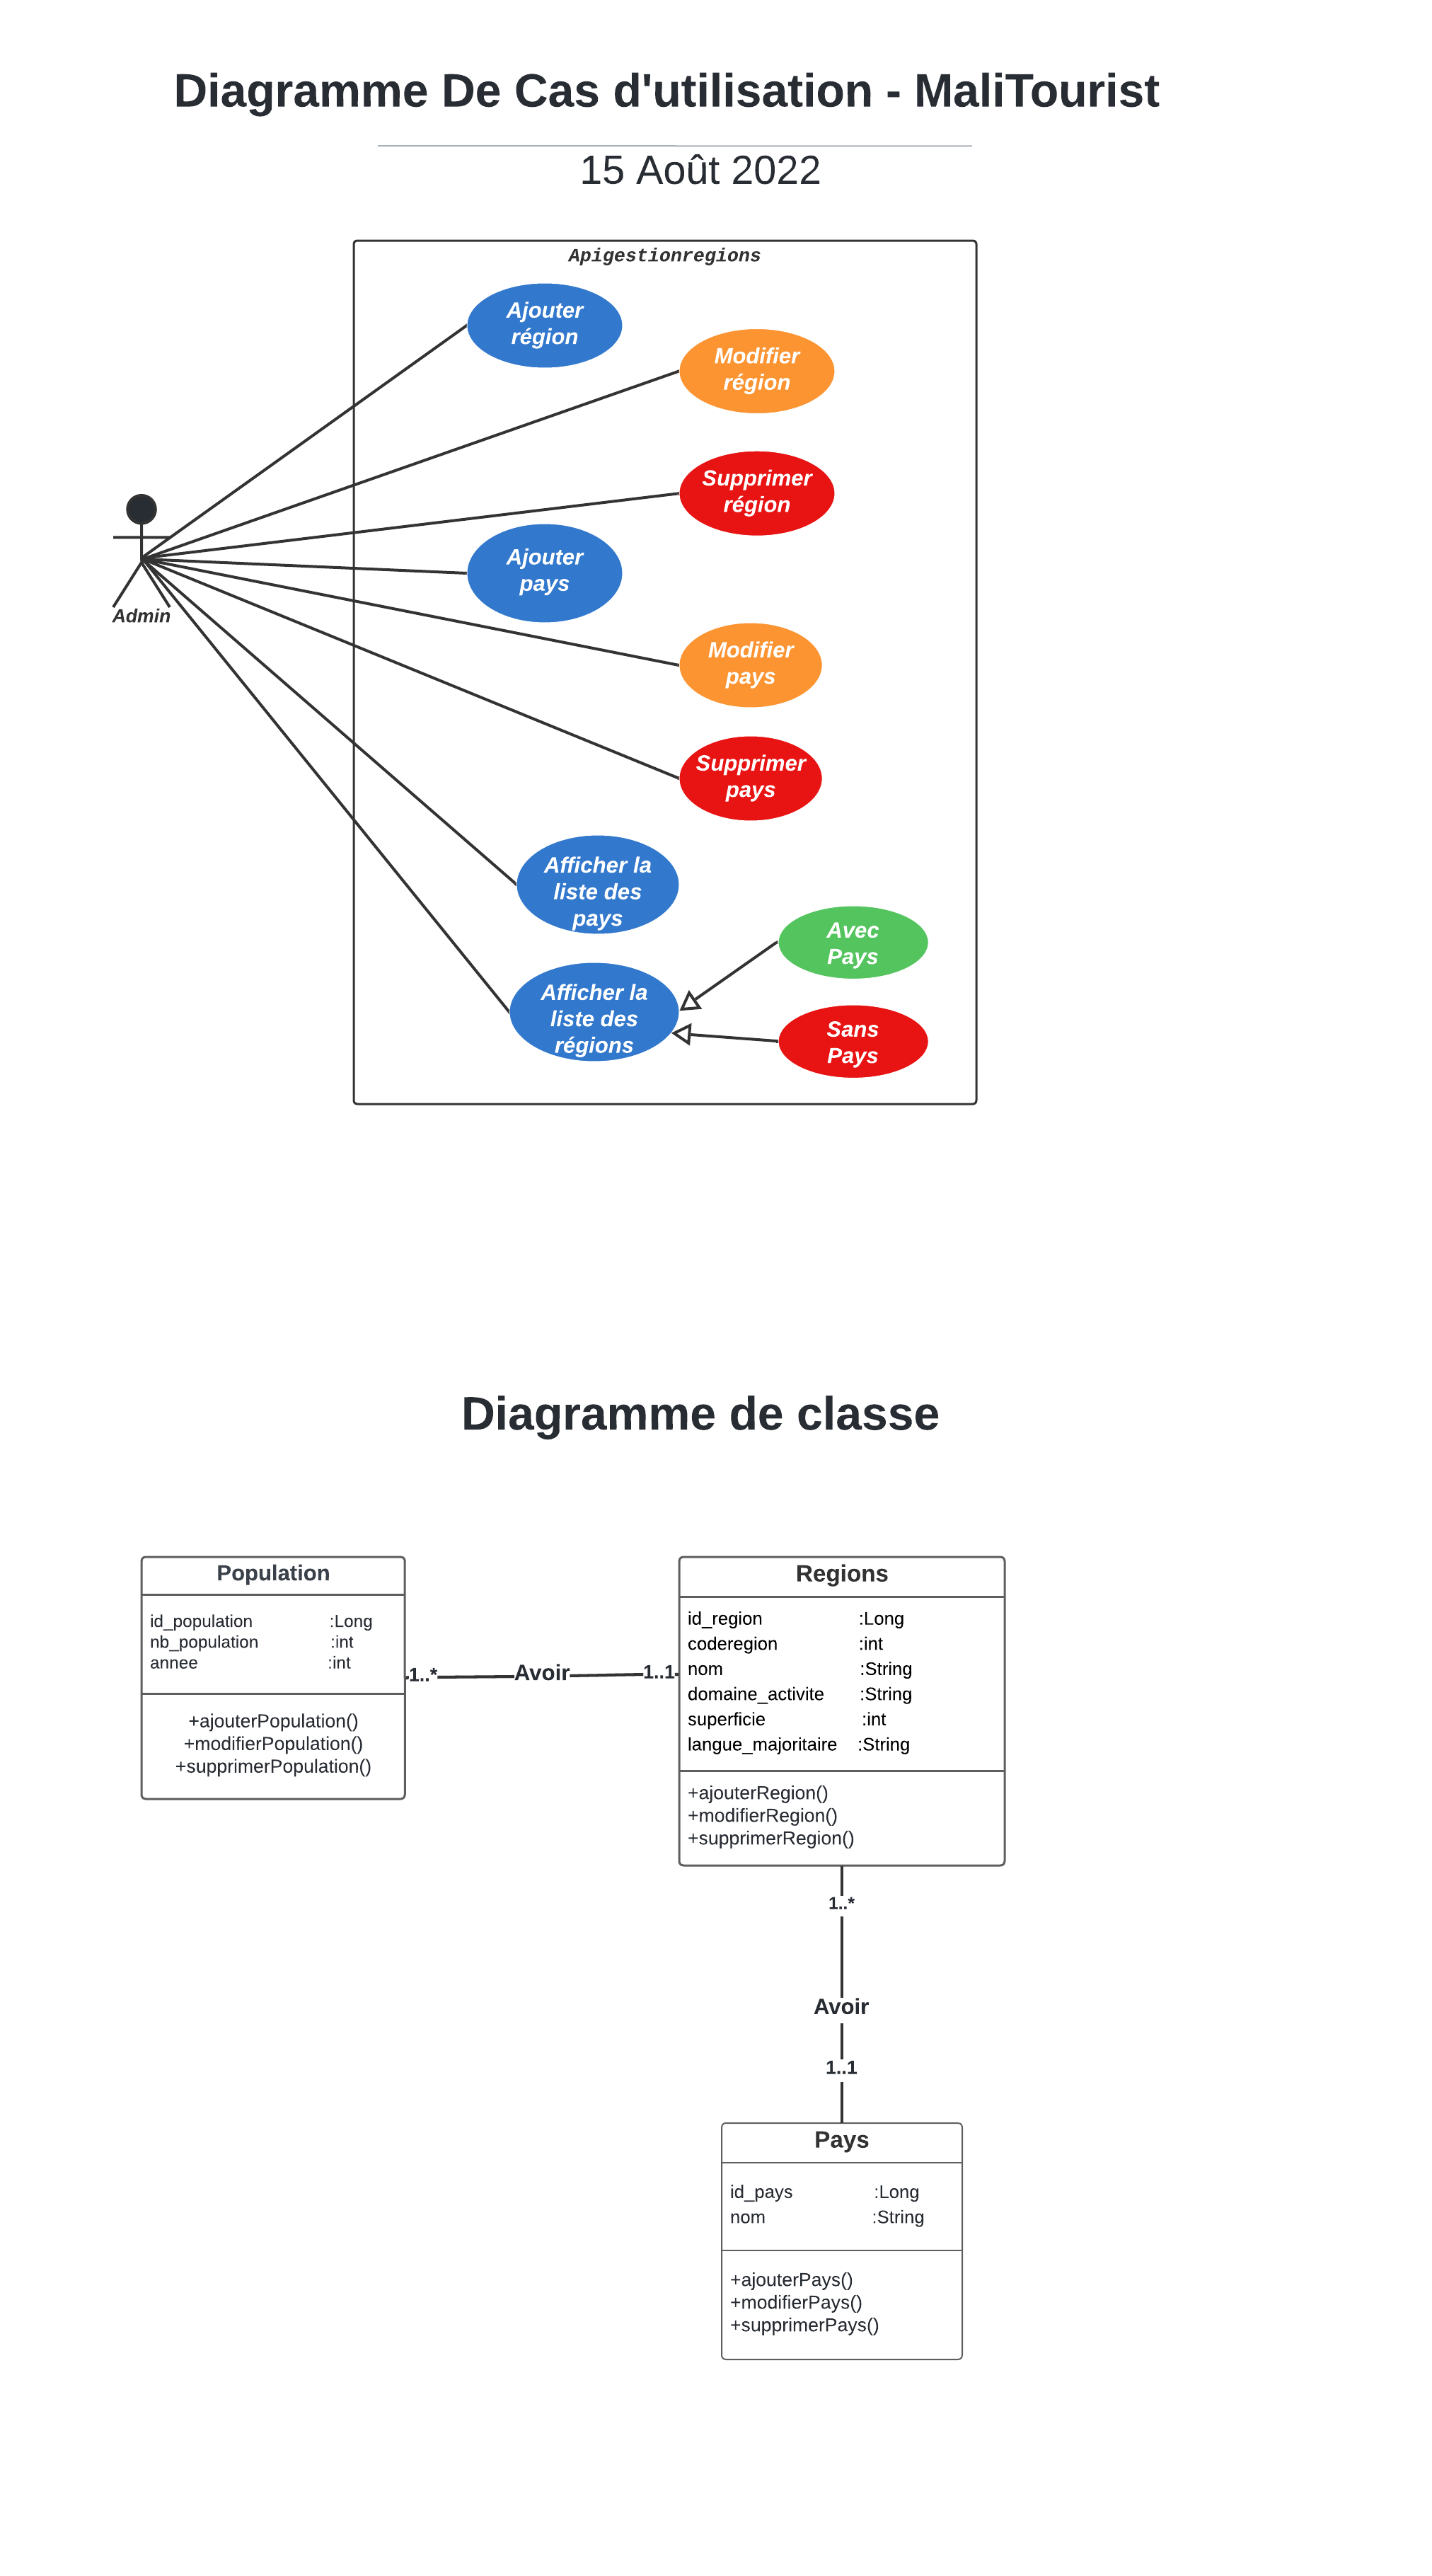 Diagramme De Cas d'utilisation - MaliTourist
15 Août 2022
Apigestionregions
Ajouter
région
Modifier
région
Supprimer
région
Ajouter
pays
Admin
Modifier
pays
Supprimer
pays
Afficher la
liste des
pays
Avec
Pays
Afficher la
liste des
régions
Sans
Pays
Diagramme de classe
Population
id_population :Long
nb_population :int
annee :int
+ajouterPopulation()
+modifierPopulation()
+supprimerPopulation()
1..* Avoir 1..1
Regions
id_region :Long
coderegion :int
nom :String
domaine_activite :String
superficie :int
langue_majoritaire :String
+ajouterRegion()
+modifierRegion()
+supprimerRegion()
1..*
Avoir
1..1
Pays
id_pays :Long
nom :String
+ajouterPays()
+modifierPays()
+supprimerPays()